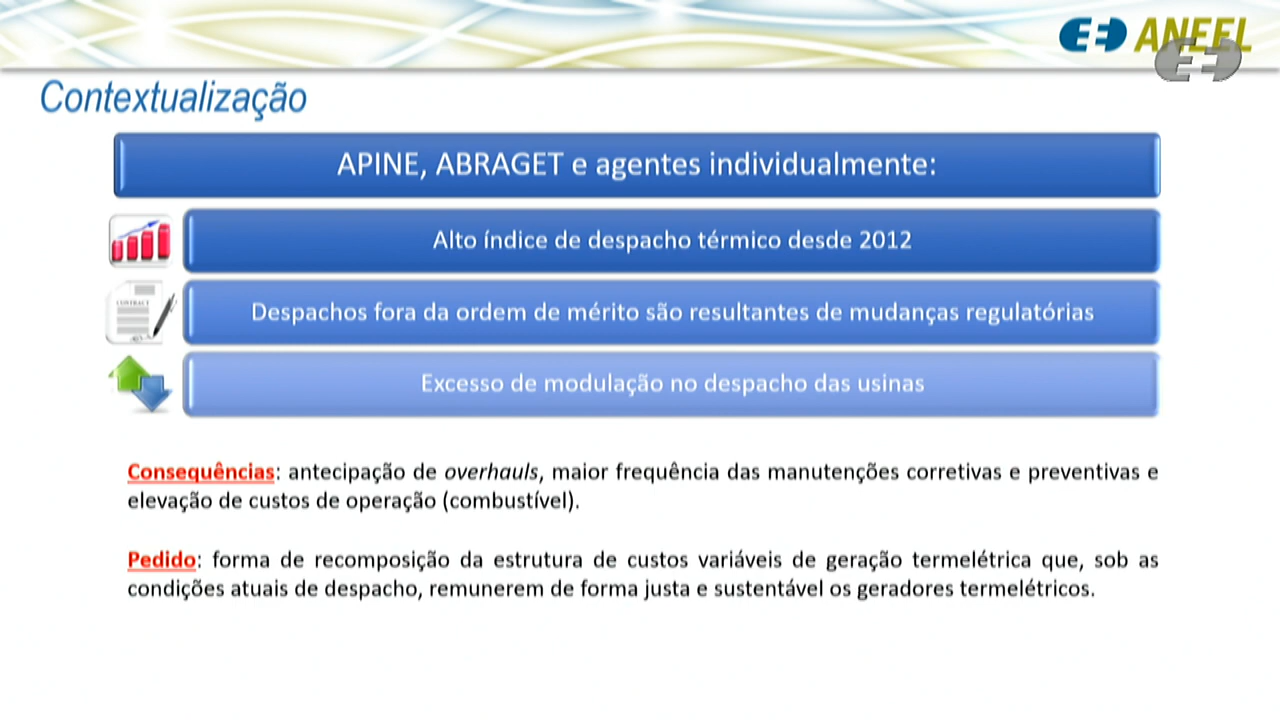 ANEEL
Contextualização
APINE, ABRAGET e agentes individualmente:
Alto índice de despacho térmico desde 2012
CONTRACT
Despachos fora da ordem de mérito são resultantes de mudanças regulatórias
Excesso de modulação no despacho das usinas
Consequências: antecipação de overhauls, maior frequência das manutenções corretivas e preventivas e
elevação de custos de operação (combustível).
Pedido: forma de recomposição da estrutura de custos variáveis de geração termelétrica que, sob as
condições atuais de despacho, remunerem de forma justa e sustentável os geradores termelétricos.